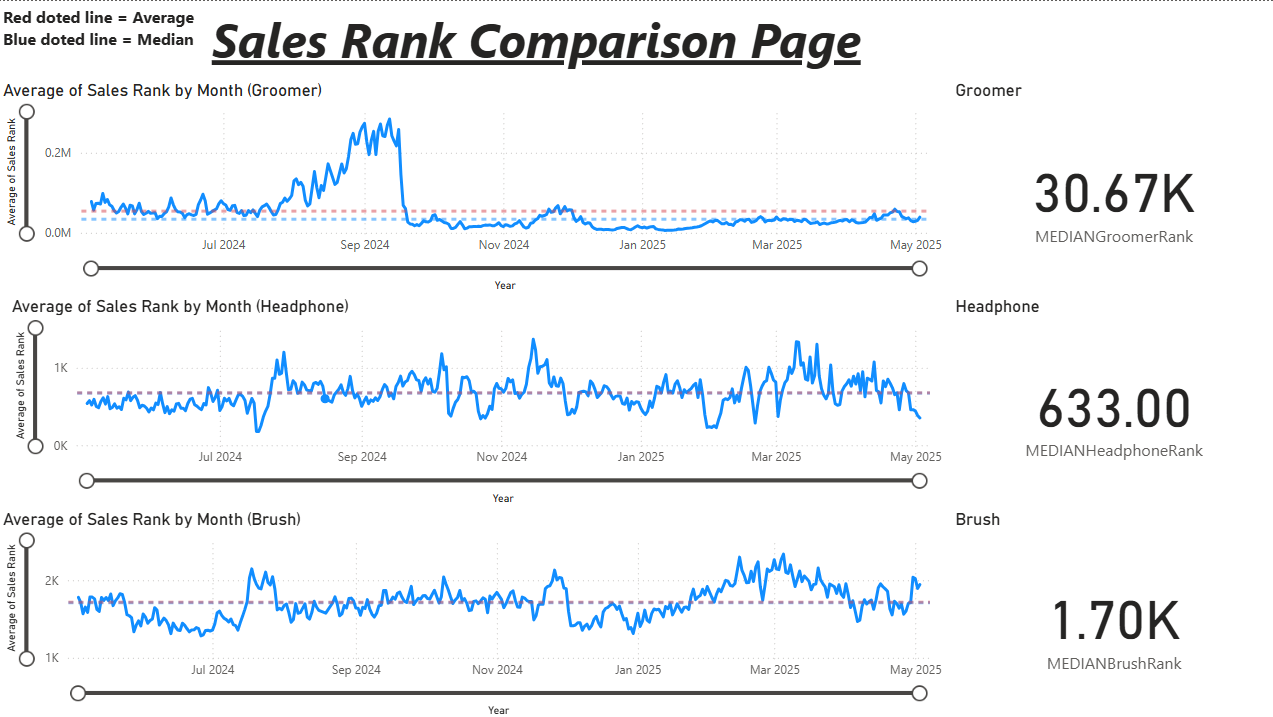 Red doted line = Average
Blue doted line = Median
Sales Rank Comparison Page
Average of Sales Rank by Month (Groomer)
Average of Sales Rank
0.2M
0.0M
Jul 2024 Sep 2024 Nov 2024 Jan 2025 Mar 2025 May 2025
Year
Groomer
30.67K
MEDIANGroomerRank
Average of Sales Rank by Month (Headphone)
Average of Sales Rank
1K
0K
Jul 2024 Sep 2024 Nov 2024 Jan 2025 Mar 2025 May 2025
Year
Headphone
633.00
MEDIANHeadphoneRank
Average of Sales Rank by Month (Brush)
Average of Sales Rank
2K
1K
Jul 2024 Sep 2024 Nov 2024 Jan 2025 Mar 2025 May 2025
Year
Brush
1.70K
MEDIANBrushRank